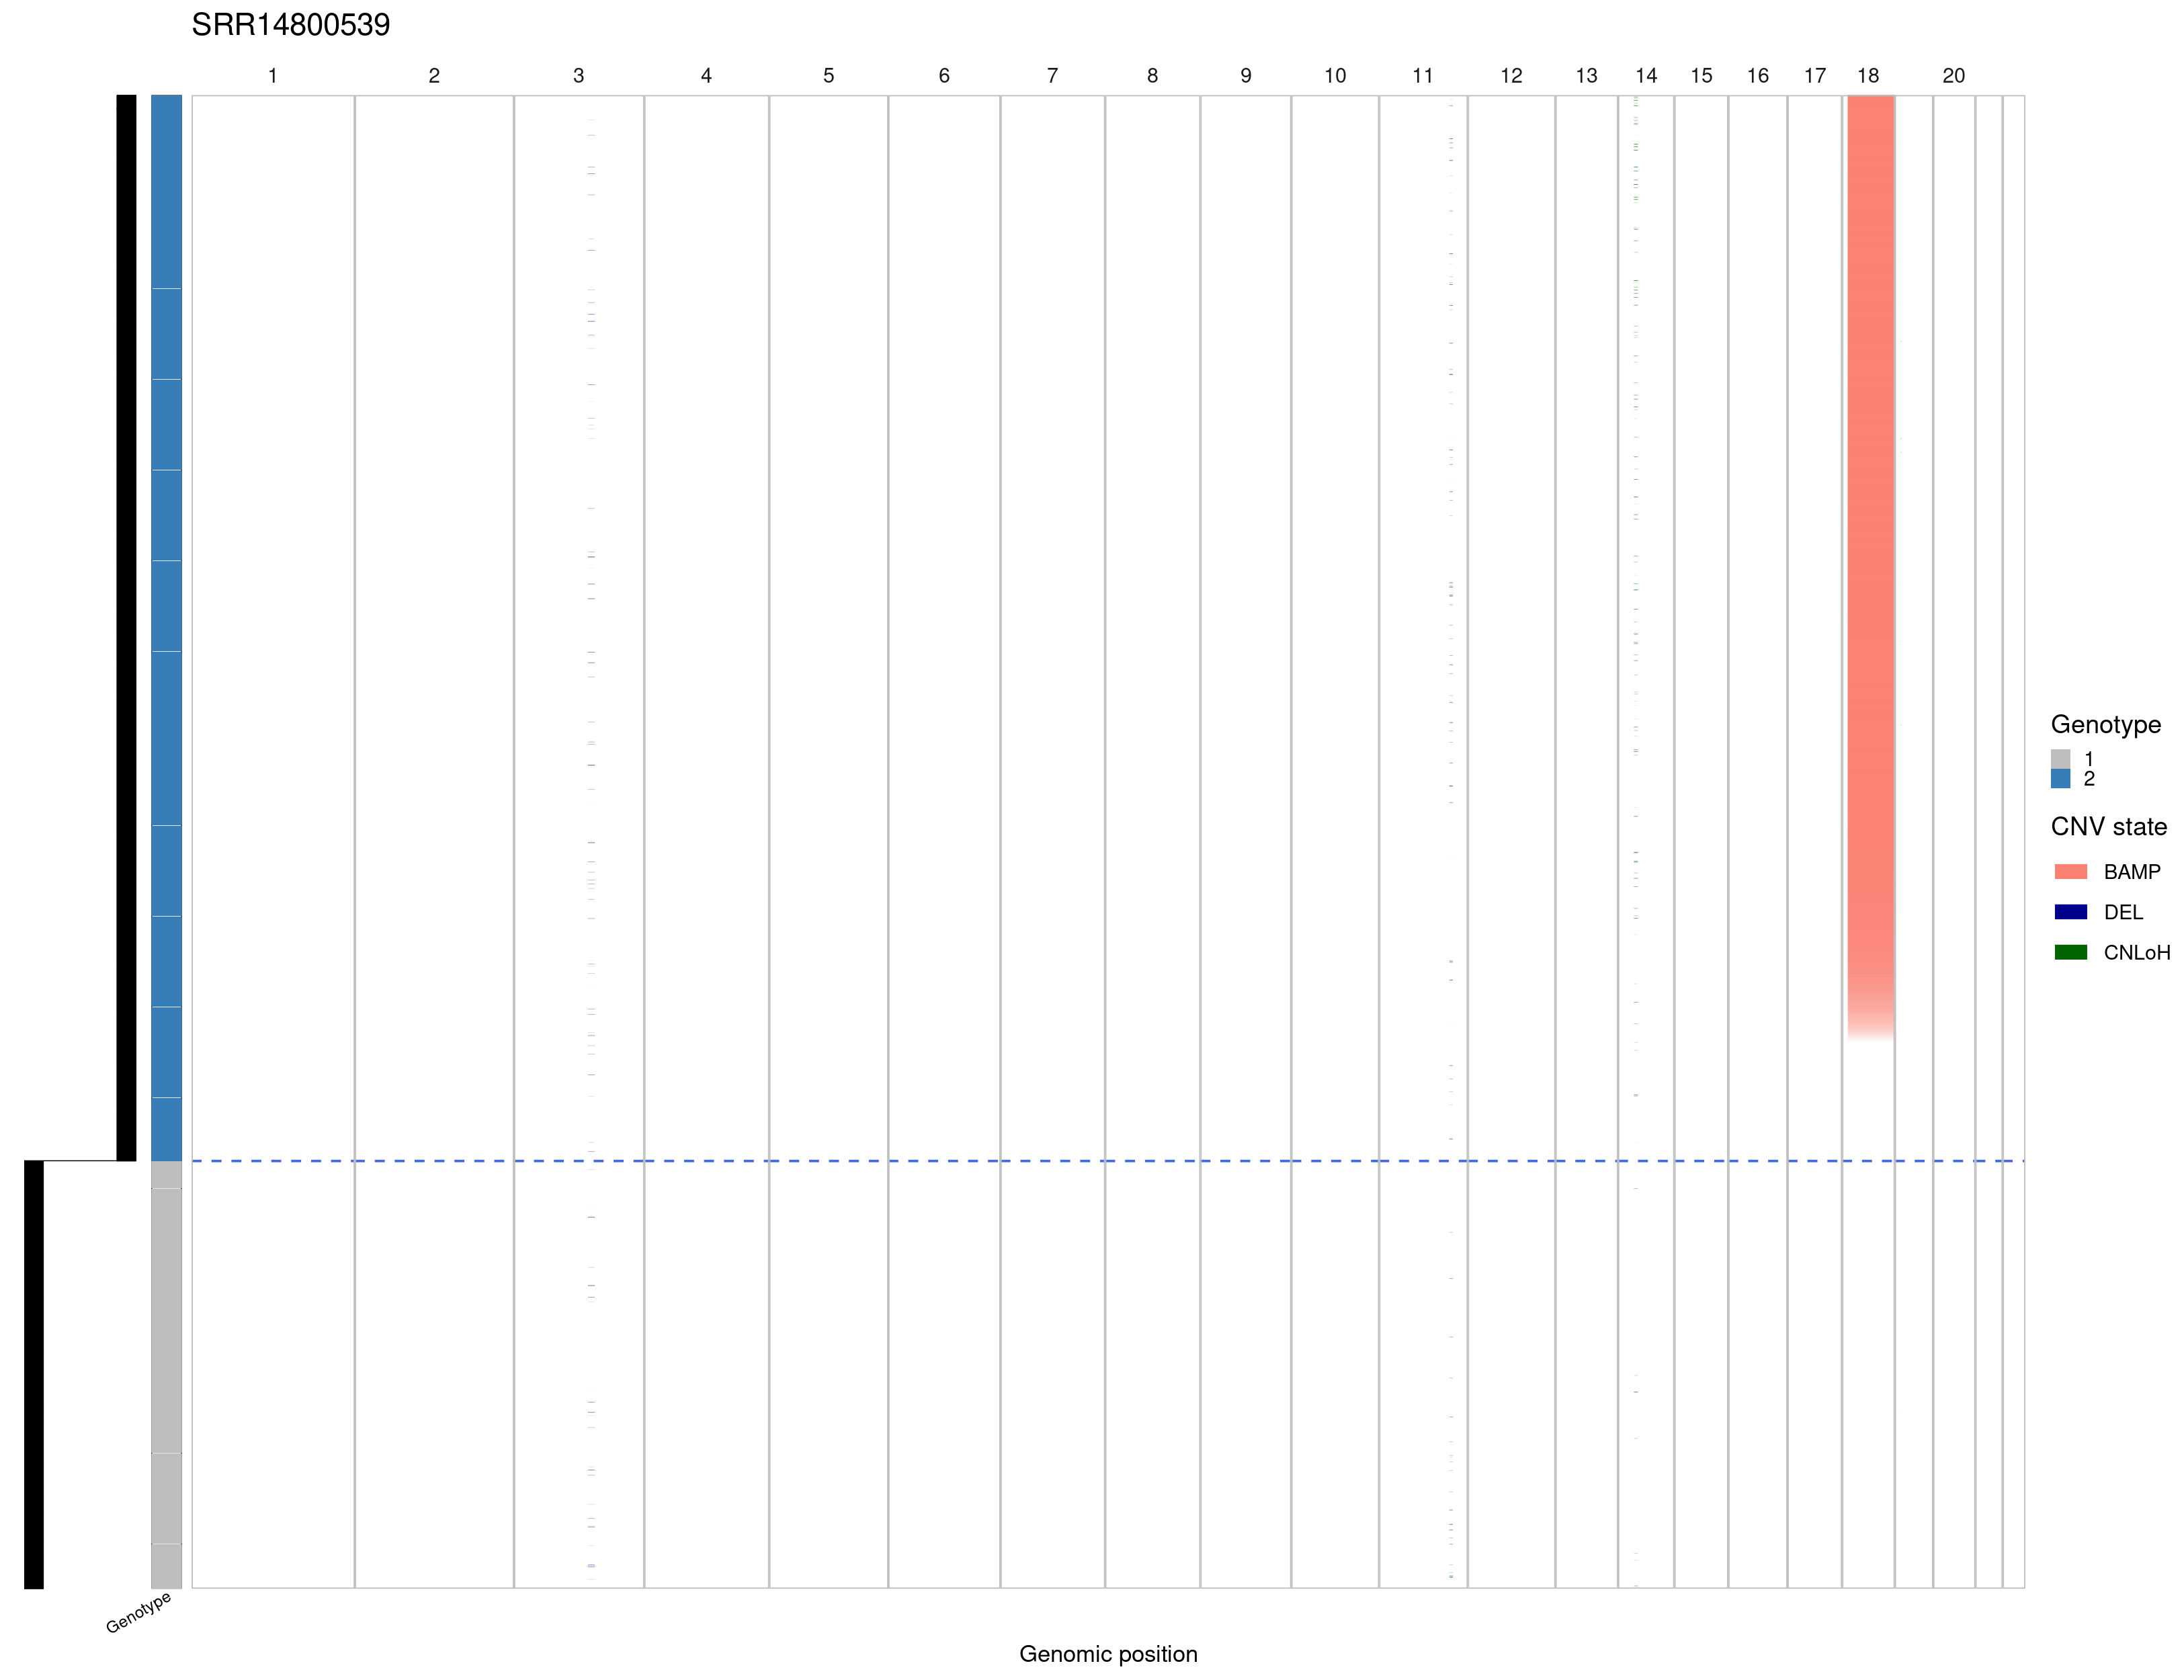 SRR14800539
1 2 3 4 5 6 7 8 9 10 11 12 13 14 15 16 17 18 20
Genotype
1
2
CNV state
BAMP
DEL
CNLoH
Genotype
Genomic position